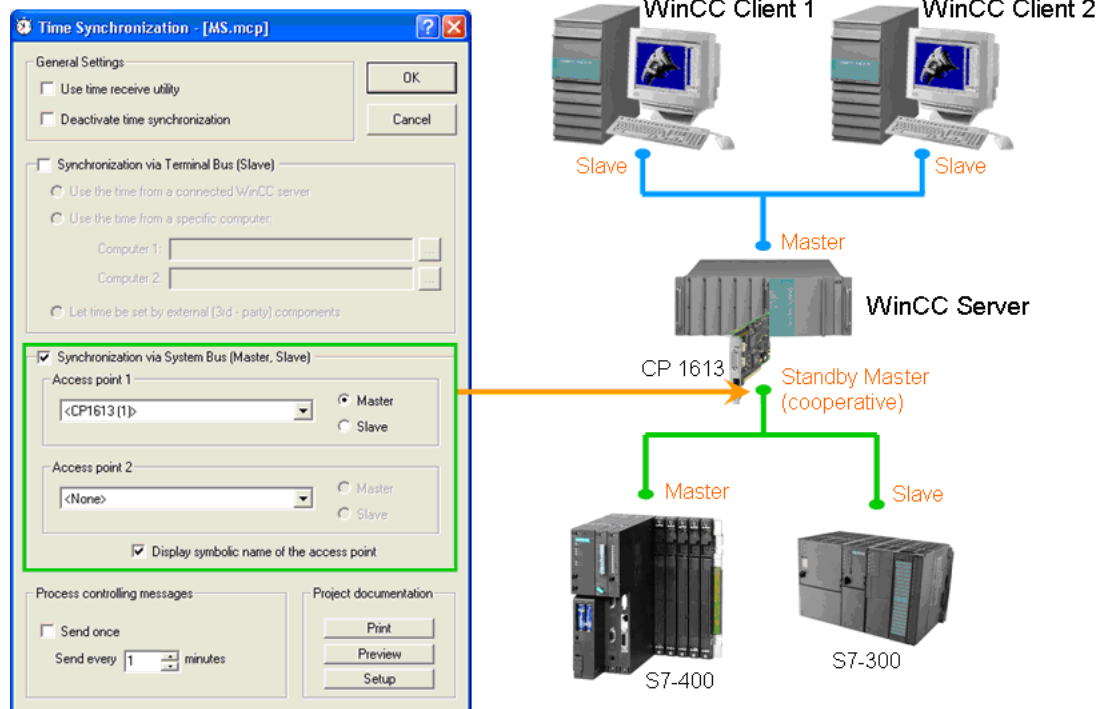 Time Synchronization - [MS.mcp]
General Settings
Use time receive utility
Deactivate time synchronization
OK
Cancel
Synchronization via Terminal Bus (Slave)
Use the time from a connected WinCC server
Use the time from a specific computer:
Computer 1:
...
Computer 2:
...
Let time be set by external (3rd - party) components
Synchronization via System Bus (Master, Slave)
Access point 1
<CP1613 (1)>
Master
Slave
Access point 2
<None>
Master
Slave
Display symbolic name of the access point
Process controlling messages
Send once
Send every 1 minutes
Project documentation
Print
Preview
Setup
WinCC Client 1
WinCC Client 2
Slave
Slave
Master
WinCC Server
CP 1613
Standby Master
(cooperative)
Master
Slave
S7-400
S7-300